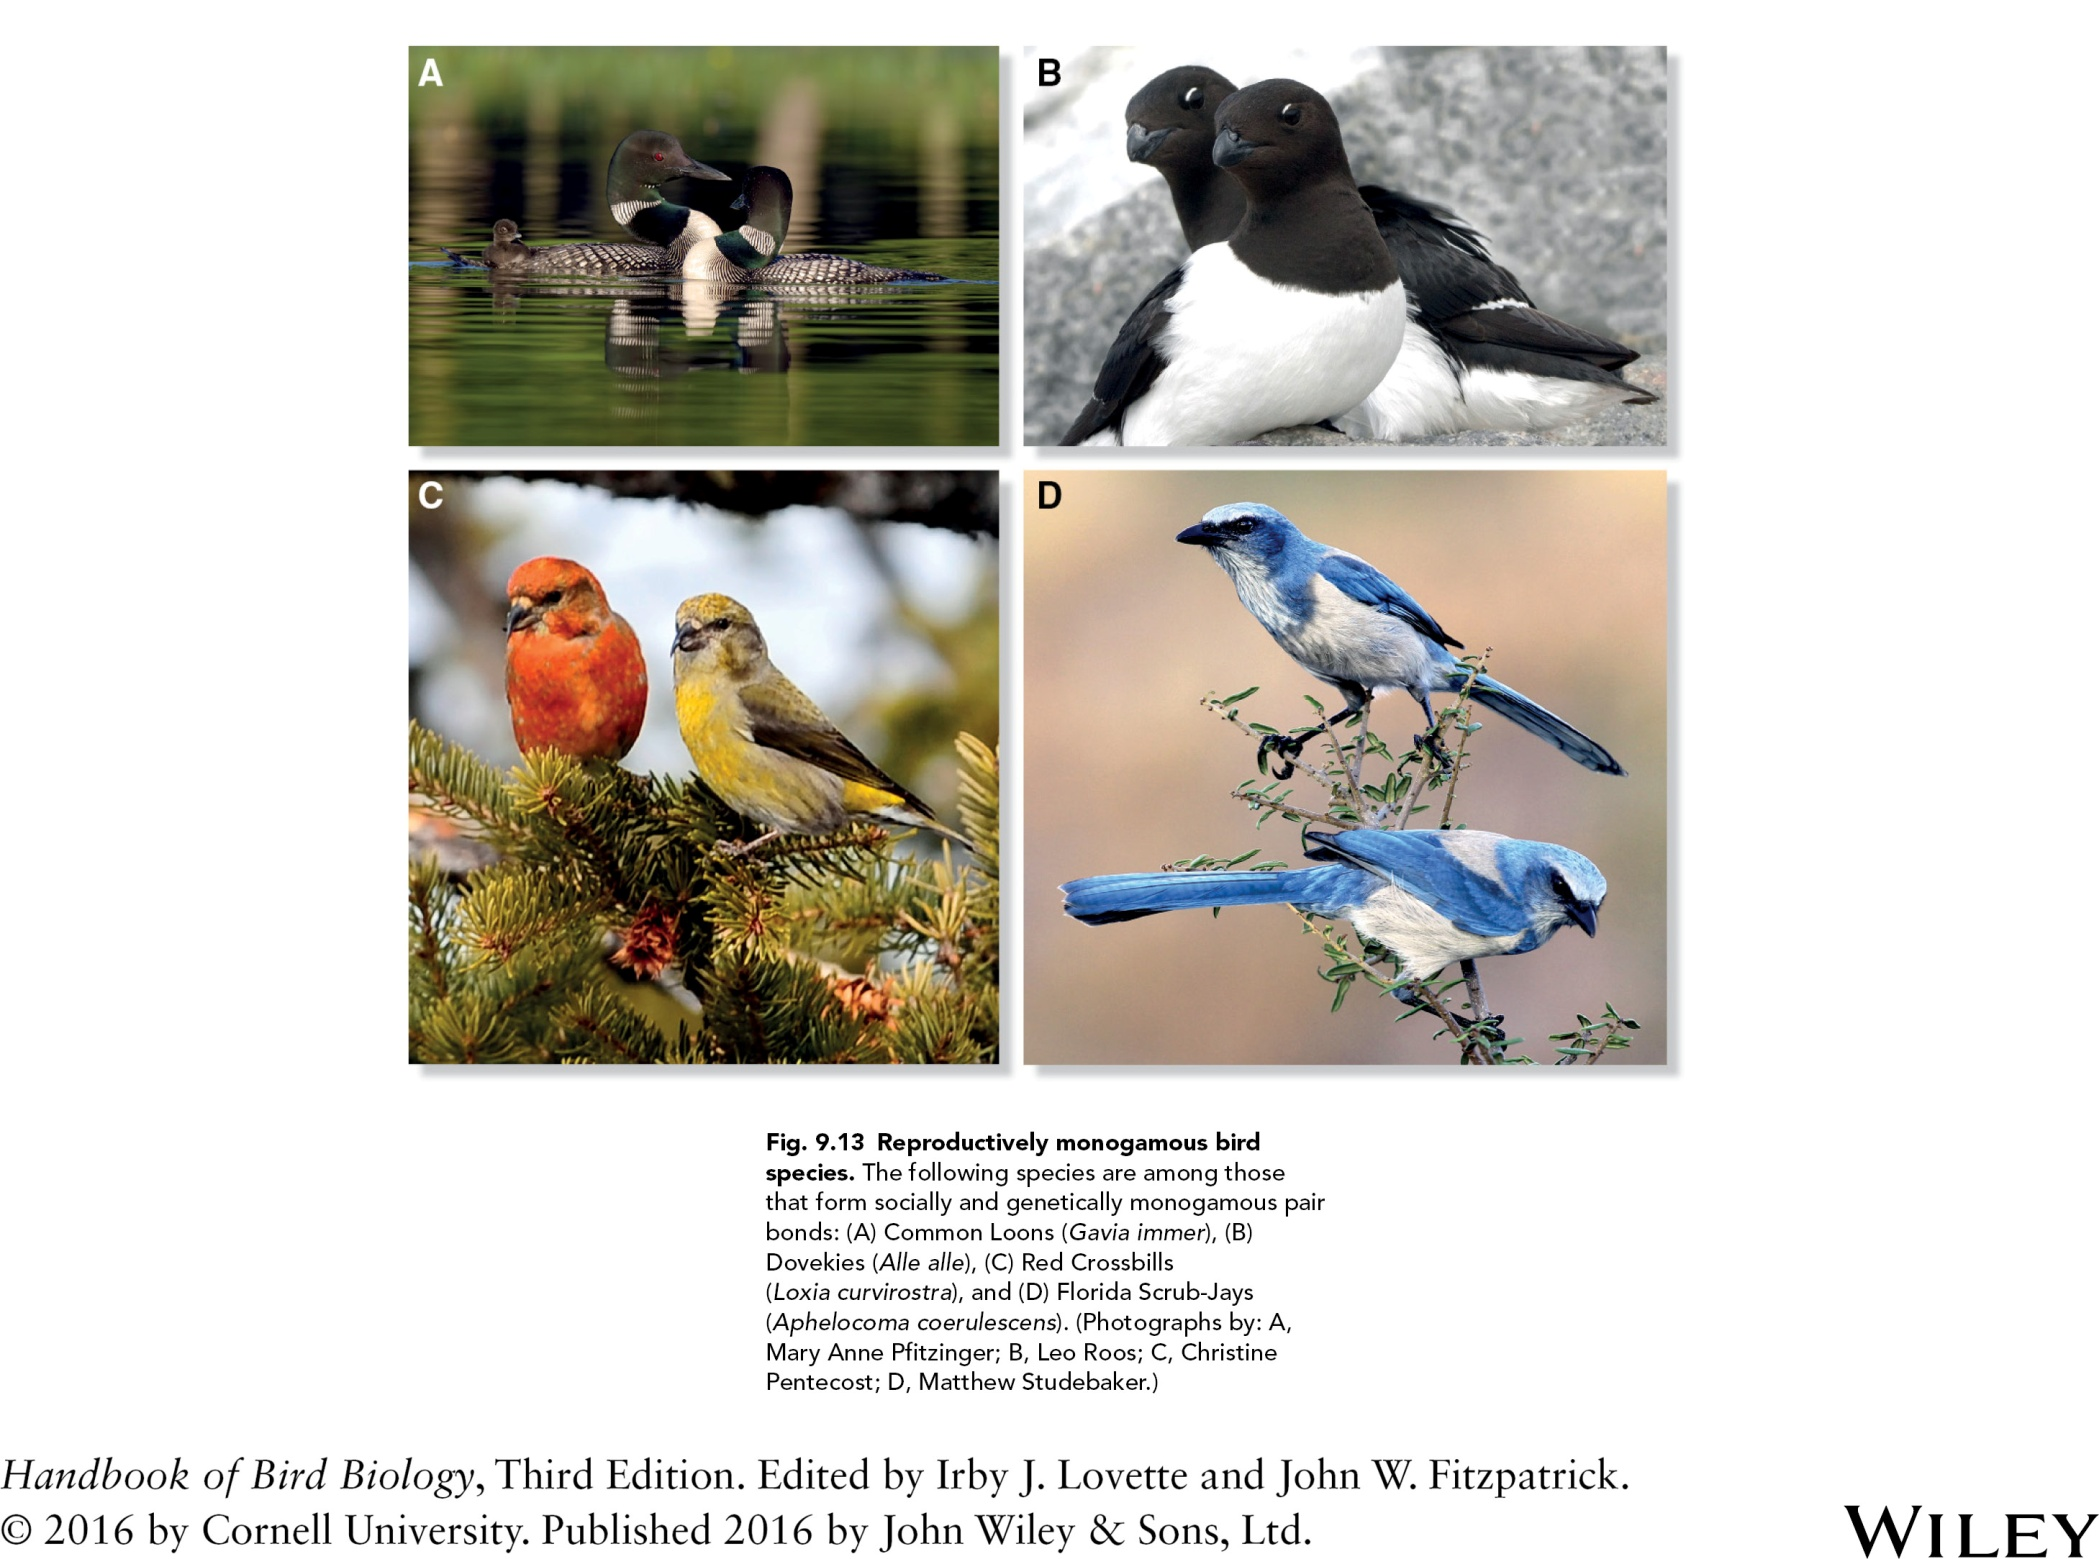 A
B
C
D
Fig. 9.13 Reproductively monogamous bird
species. The following species are among those
that form socially and genetically monogamous pair
bonds: (A) Common Loons (Gavia immer), (B)
Dovekies (Alle alle), (C) Red Crossbills
(Loxia curvirostra), and (D) Florida Scrub-Jays
(Aphelocoma coerulescens). (Photographs by: A,
Mary Anne Pfitzinger; B, Leo Roos; C, Christine
Pentecost; D, Matthew Studebaker.)
Handbook of Bird Biology, Third Edition. Edited by Irby J. Lovette and John W. Fitzpatrick.
© 2016 by Cornell University. Published 2016 by John Wiley & Sons, Ltd.
WILEY